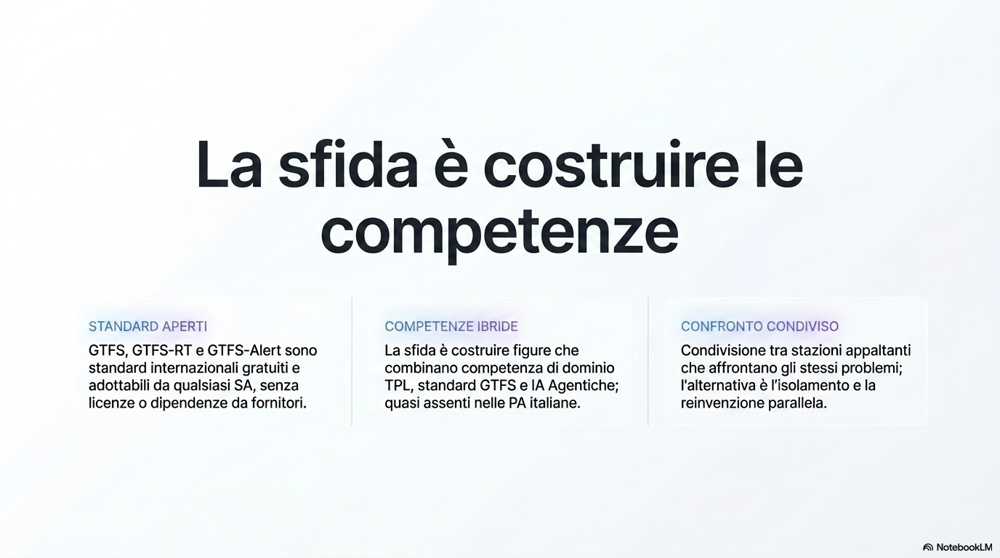 La sfida è costruire le
competenze
STANDARD APERTI
GTFS, GTFS-RT e GTFS-Alert sono
standard internazionali gratuiti e
adottabili da qualsiasi SA, senza
licenze o dipendenze da fornitori.
COMPETENZE IBRIDE
La sfida è costruire figure che
combinano competenza di dominio
TPL, standard GTFS e IA Agentiche;
quasi assenti nelle PA italiane.
CONFRONTO CONDIVISO
Condivisione tra stazioni appaltanti
che affrontano gli stessi problemi;
l'alternativa è l'isolamento e la
reinvenzione parallela.
NotebookLM